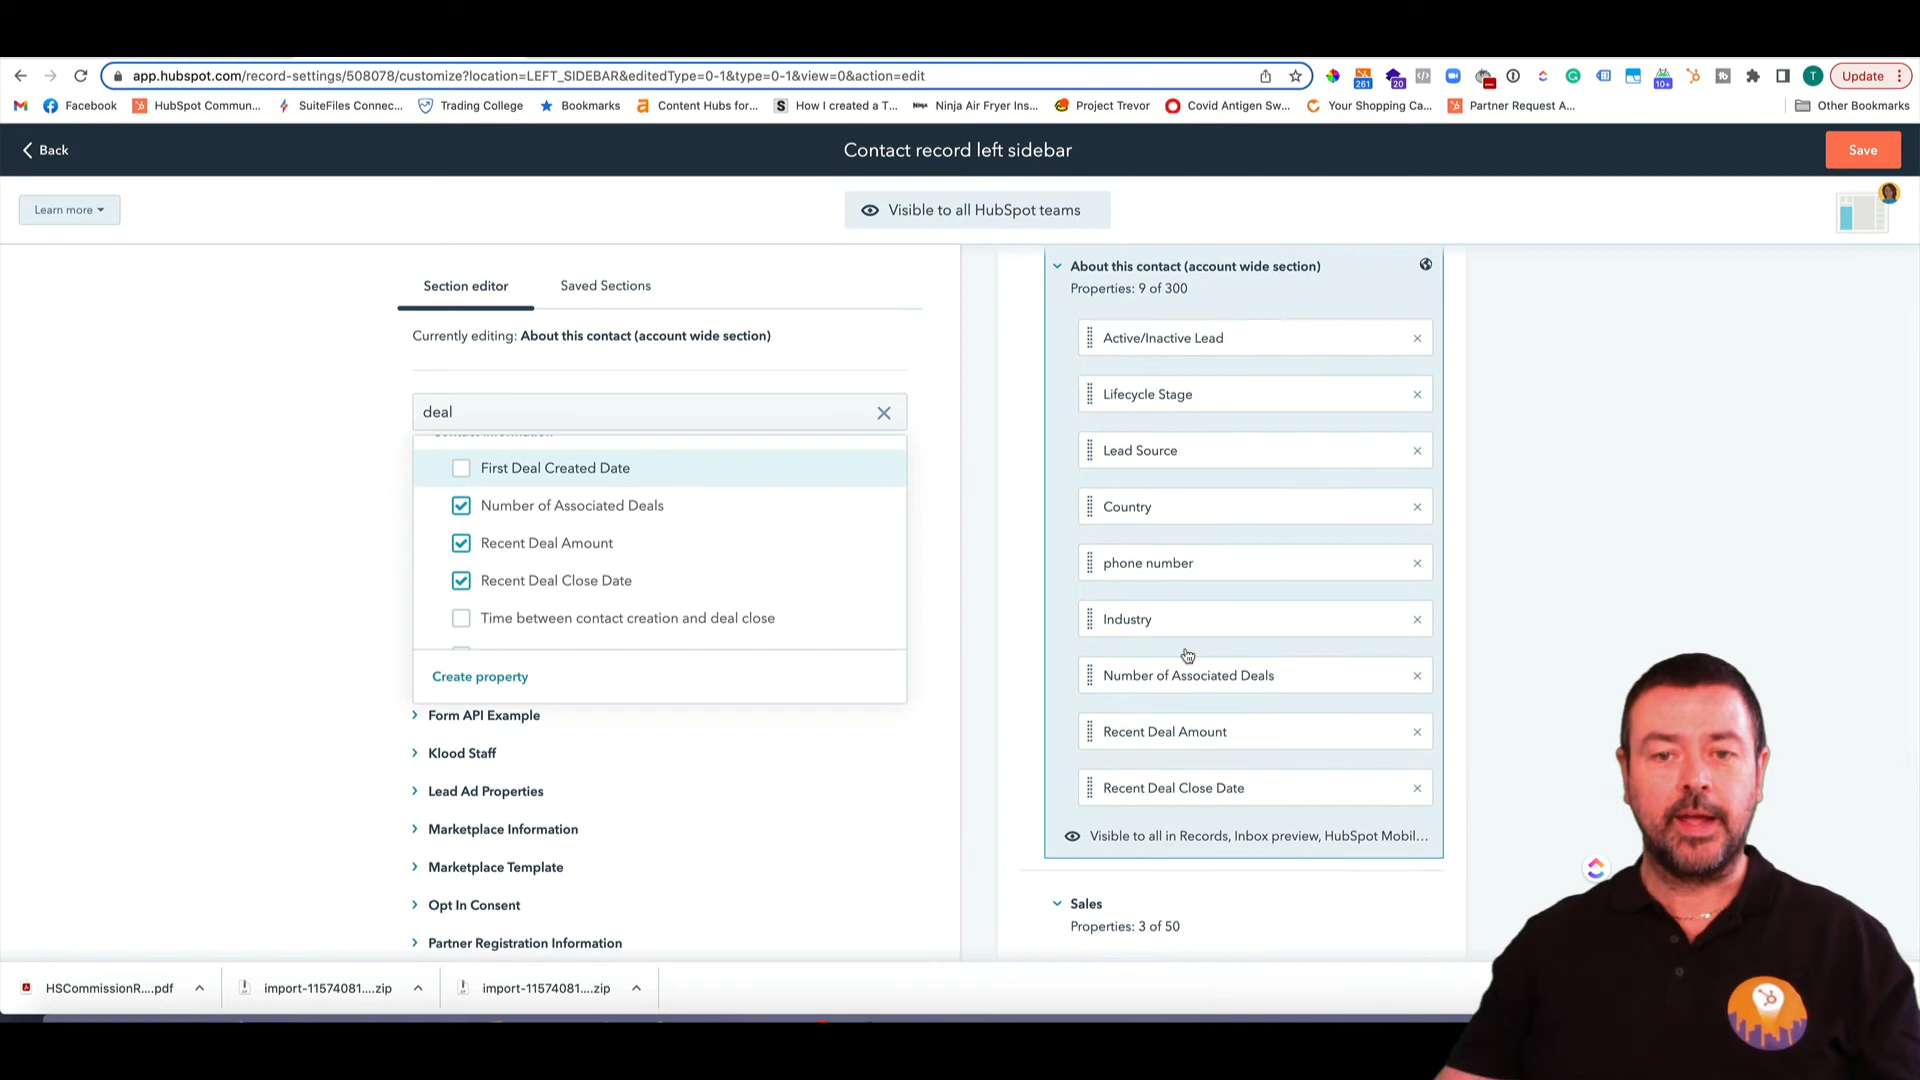 app.hubspot.com/record-settings/508078/customize?location=LEFT_SIDEBAR&editedType=0-1&type=0-1&view=0&action=edit
261
20
10+
T
Update
Facebook
HubSpot Commun...
SuiteFiles Connec...
Trading College
Bookmarks
Content Hubs for...
How I created a T...
Ninja Air Fryer Ins...
Project Trevor
Covid Antigen Sw...
Your Shopping Ca...
Partner Request A...
Other Bookmarks
Back
Contact record left sidebar
Save
Learn more
Visible to all HubSpot teams
Section editor
Saved Sections
Currently editing: About this contact (account wide section)
deal
First Deal Created Date
Number of Associated Deals
Recent Deal Amount
Recent Deal Close Date
Time between contact creation and deal close
Create property
Form API Example
Klood Staff
Lead Ad Properties
Marketplace Information
Marketplace Template
Opt In Consent
Partner Registration Information
About this contact (account wide section)
Properties: 9 of 300
Active/Inactive Lead
Lifecycle Stage
Lead Source
Country
phone number
Industry
Number of Associated Deals
Recent Deal Amount
Recent Deal Close Date
Visible to all in Records, Inbox preview, HubSpot Mobil...
Sales
Properties: 3 of 50
HSCommissionR....pdf
import-11574081....zip
import-11574081....zip